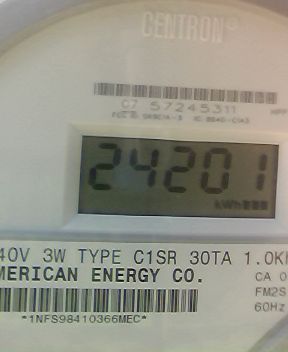 CENTRON®
C7 57245311
24201
kWh
40V 3W TYPE C1SR 30TA 1.0Kh
MERICAN ENERGY CO.
CA 0
FM2S
60Hz
*1NFS98410366MEC*